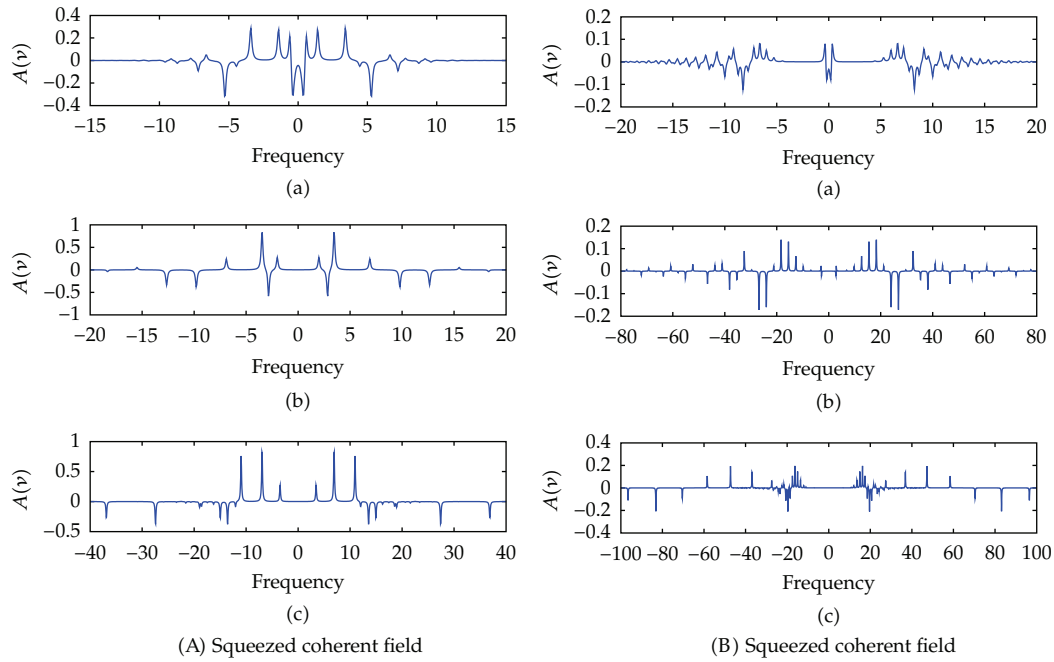 0.4
0.2
0
−0.2
0.4
A(ν)
−15 −10 −5 0 5 10 15
Frequency
(a)
1
0.5
0
−0.5
−1
A(ν)
−20 −15 −10 −5 0 5 10 15 20
Frequency
(b)
1
0.5
0
0.5
A(ν)
−40 −30 −20 −10 0 10 20 30 40
Frequency
(c)
(A) Squeezed coherent field
0.2
0.1
0
−0.1
−0.2
A(ν)
−20 −15 −10 −5 0 5 10 15 20
Frequency
(a)
0.2
0.1
0
−0.1
−0.2
A(ν)
−80 −60 −40 −20 0 20 40 60 80
Frequency
(b)
0.4
0.2
0
−0.2
−0.4
A(ν)
−100 −80 −60 −40 −20 0 20 40 60 80 100
Frequency
(c)
(B) Squeezed coherent field